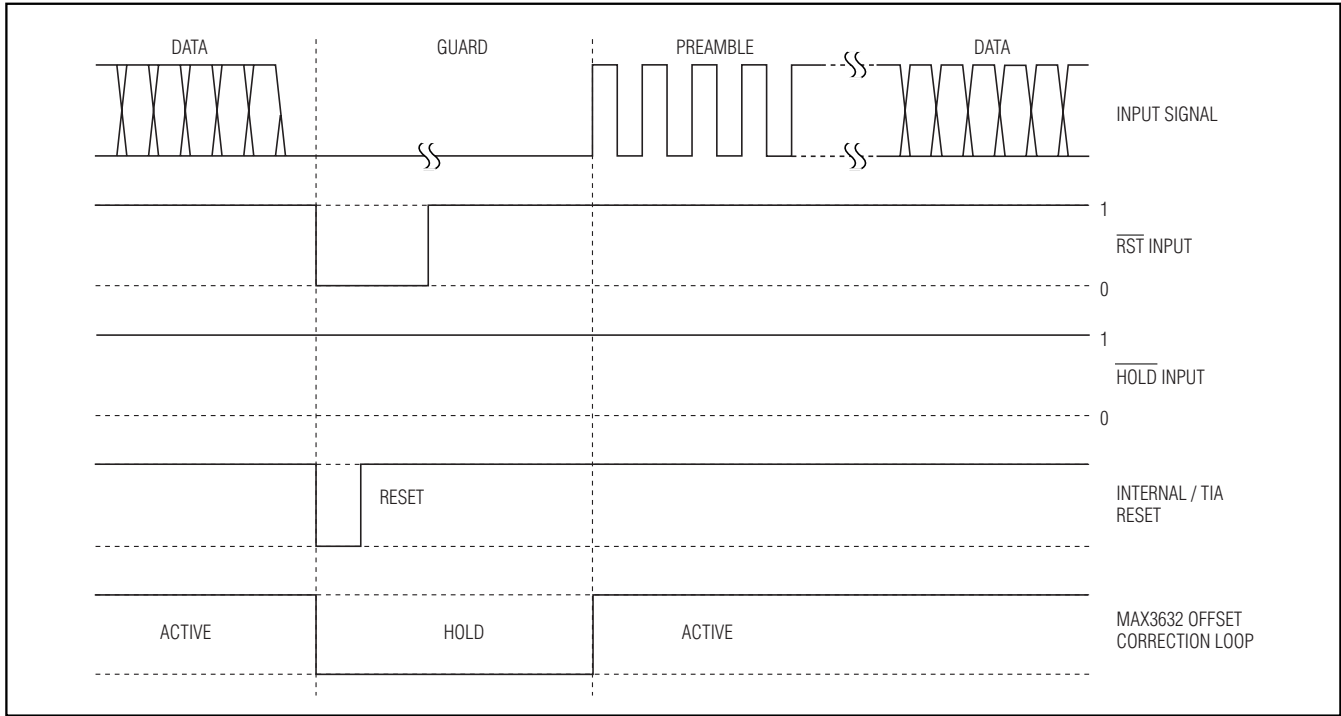 DATA GUARD PREAMBLE DATA
INPUT SIGNAL
1
RST INPUT
0
1
HOLD INPUT
0
RESET
INTERNAL / TIA
RESET
ACTIVE HOLD ACTIVE
MAX3632 OFFSET
CORRECTION LOOP